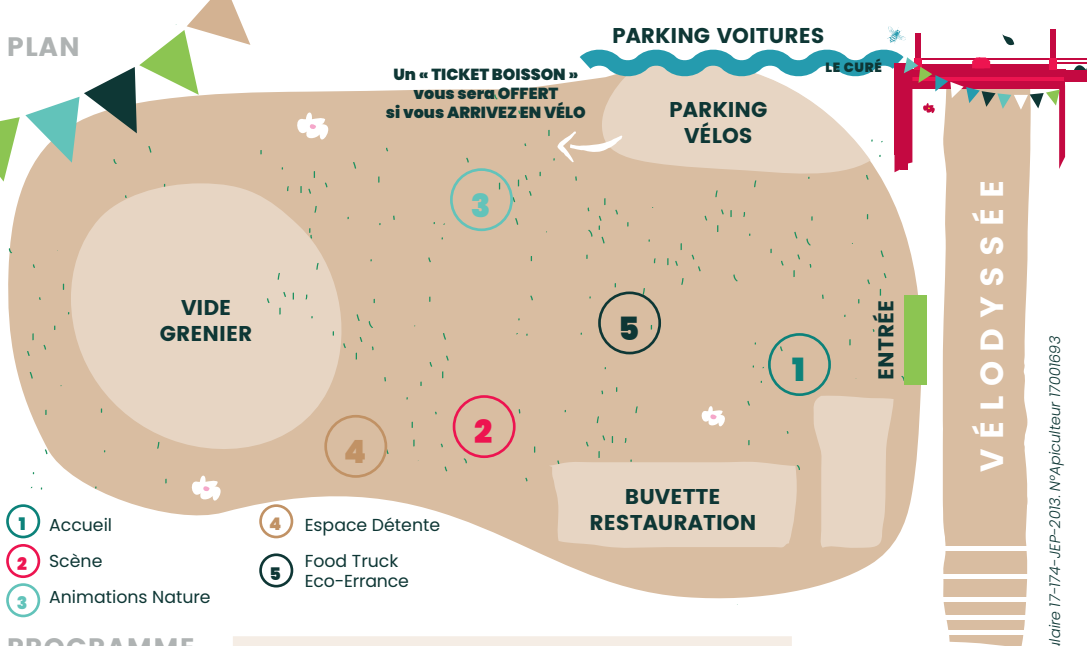 PLAN
PARKING VOITURES
LE CURÉ
Un « TICKET BOISSON »
vous sera OFFERT
si vous ARRIVEZ EN VÉLO
PARKING
VÉLOS
3
VIDE
GRENIER
5
1
ENTRÉE
VÉLODYSSÉE
2
4
BUVETTE
RESTAURATION
1 Accueil
2 Scène
3 Animations Nature
4 Espace Détente
5 Food Truck
Eco-Errance
PROGRAMME
17-174-JEP-2013. N°Apiculteur 17001693